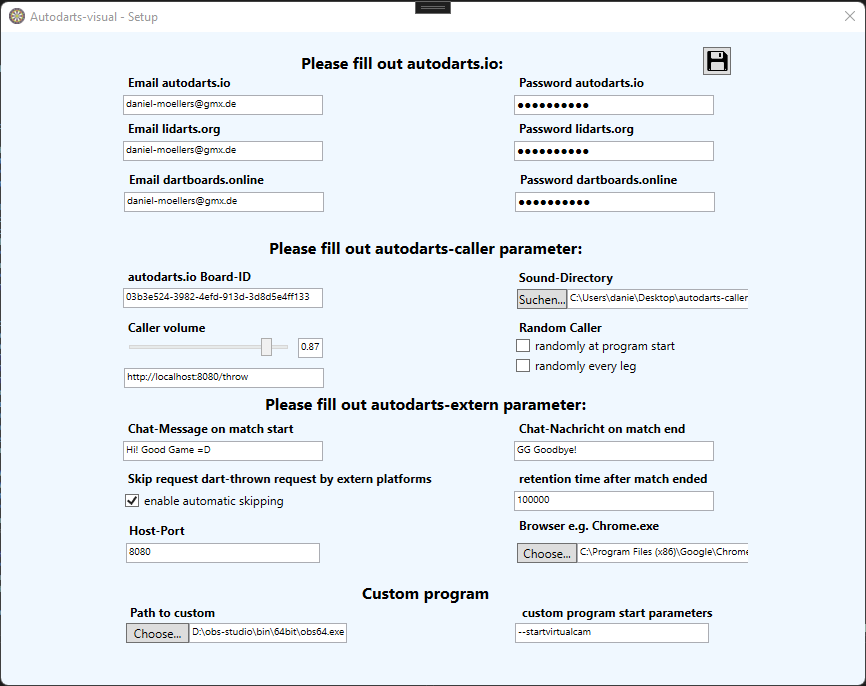 Autodarts-visual - Setup
Please fill out autodarts.io:
Email autodarts.io
Password autodarts.io
daniel-moellers@gmx.de
●●●●●●●●●●
Email lidarts.org
Password lidarts.org
daniel-moellers@gmx.de
●●●●●●●●●●
Email dartboards.online
Password dartboards.online
daniel-moellers@gmx.de
●●●●●●●●●●
Please fill out autodarts-caller parameter:
autodarts.io Board-ID
Sound-Directory
03b3e524-3982-4efd-913d-3d8d5e4ff133
Suchen... C:\Users\danie\Desktop\autodarts-caller
Caller volume
Random Caller
0.87
randomly at program start
randomly every leg
http://localhost:8080/throw
Please fill out autodarts-extern parameter:
Chat-Message on match start
Chat-Nachricht on match end
Hi! Good Game =D
GG Goodbye!
Skip request dart-thrown request by extern platforms
retention time after match ended
enable automatic skipping
100000
Host-Port
Browser e.g. Chrome.exe
8080
Choose... C:\Program Files (x86)\Google\Chrome
Custom program
Path to custom
custom program start parameters
Choose... D:\obs-studio\bin\64bit\obs64.exe
--startvirtualcam